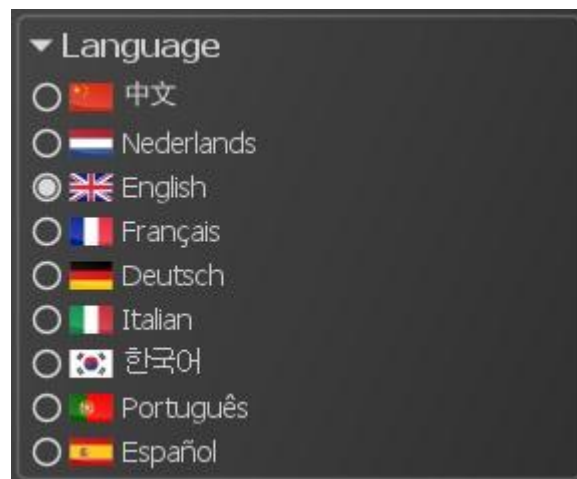 Language
中文
Nederlands
English
Français
Deutsch
Italian
한국어
Português
Español